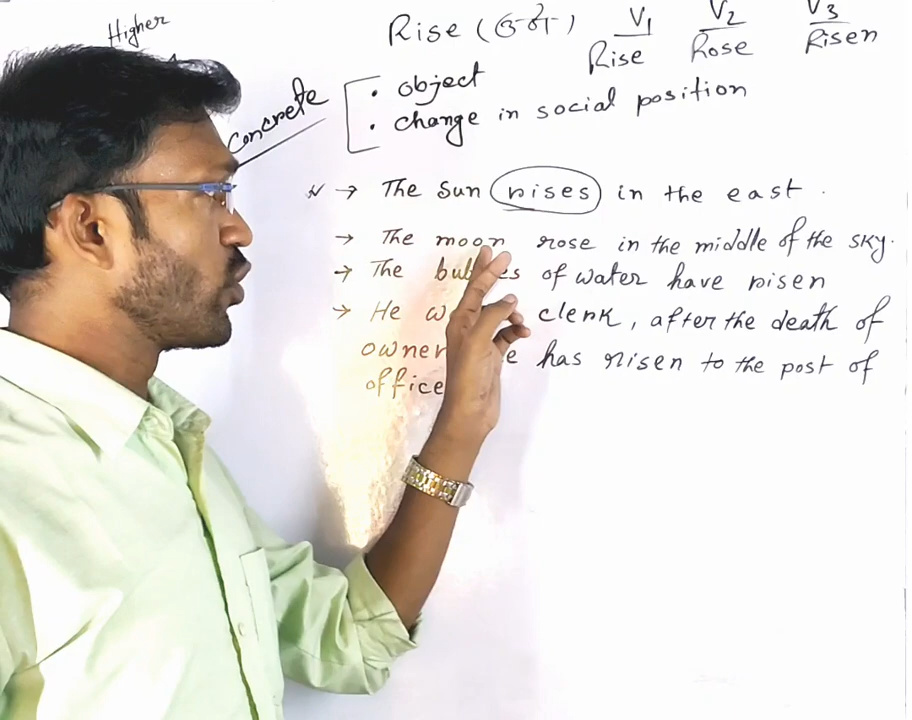 Higher
Rise (ওঠা) V1 V2 V3
Rise Rose Risen
Concrete
• object
• change in social position
→ The sun rises in the east.
→ The moon rose in the middle of the sky.
→ The of water have risen
→ He clerk, after the death of
owner has risen to the post of